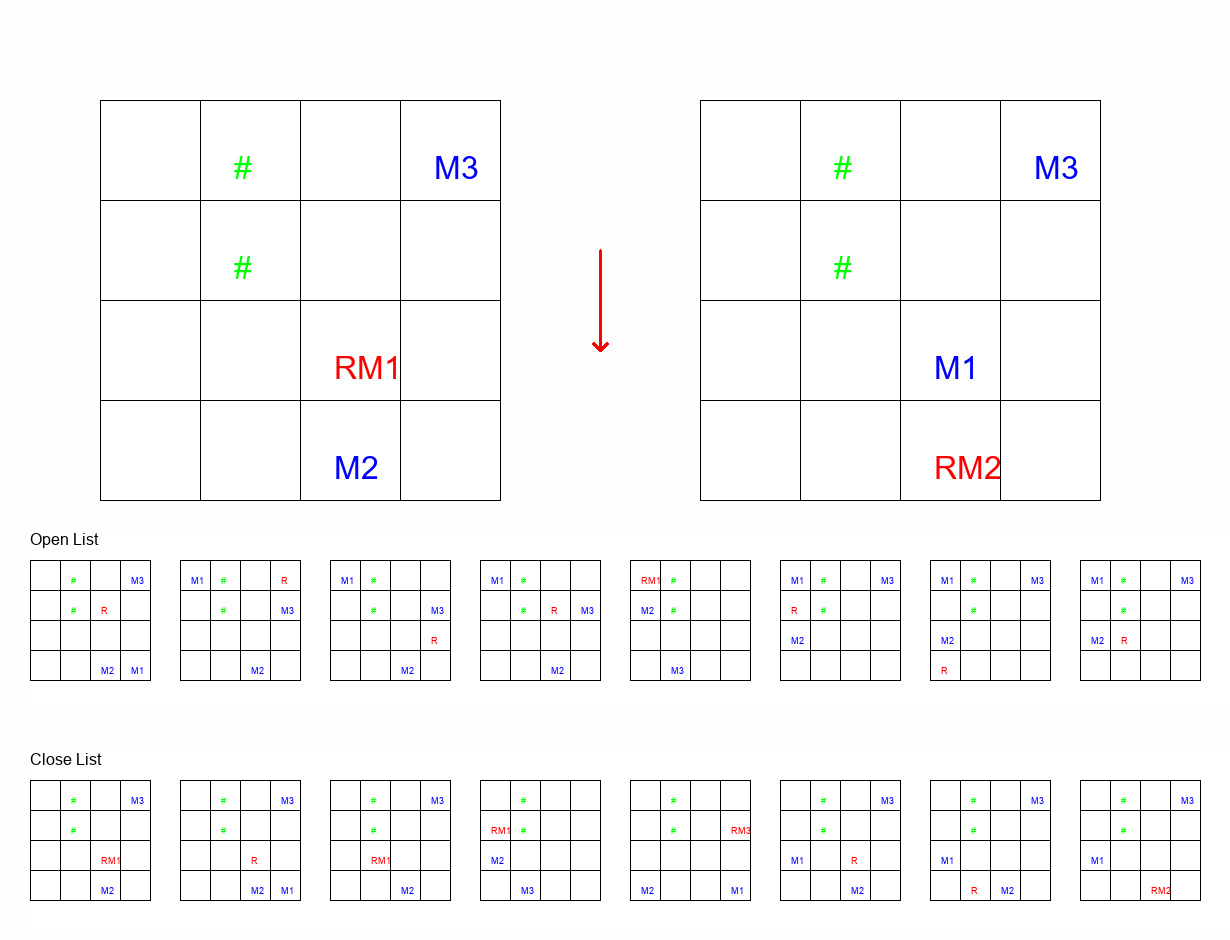 # M3 # M3
# #
RM1 M1
M2 RM2
Open List
# M3 M1 # R M1 # M1 # RM1 # M1 # M3 M1 # M3 M1 # M3
# R # M3 # M3 # R M3 M2 # R # # #
R M2 M2 M2 R
M2 M1 M2 M2 M2 M3 R
Close List
# M3 # M3 # M3 # # # M3 # M3 # M3
# # # RM1 # # RM3 # # #
RM1 R RM1 M2 M1 R M1 M1
M2 M2 M1 M2 M3 M2 M1 M2 R M2 RM2